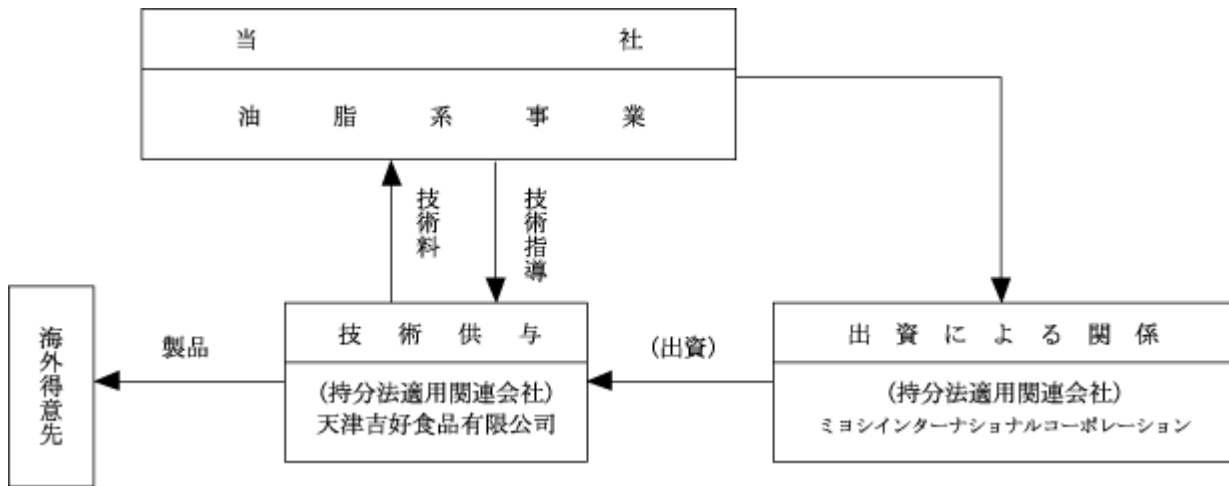 当社
油脂系事業
技術料
技術指導
海外得意先
製品
技術供与
(持分法適用関連会社)
天津吉好食品有限公司
(出資)
出資による関係
(持分法適用関連会社)
ミヨシインターナショナルコーポレーション